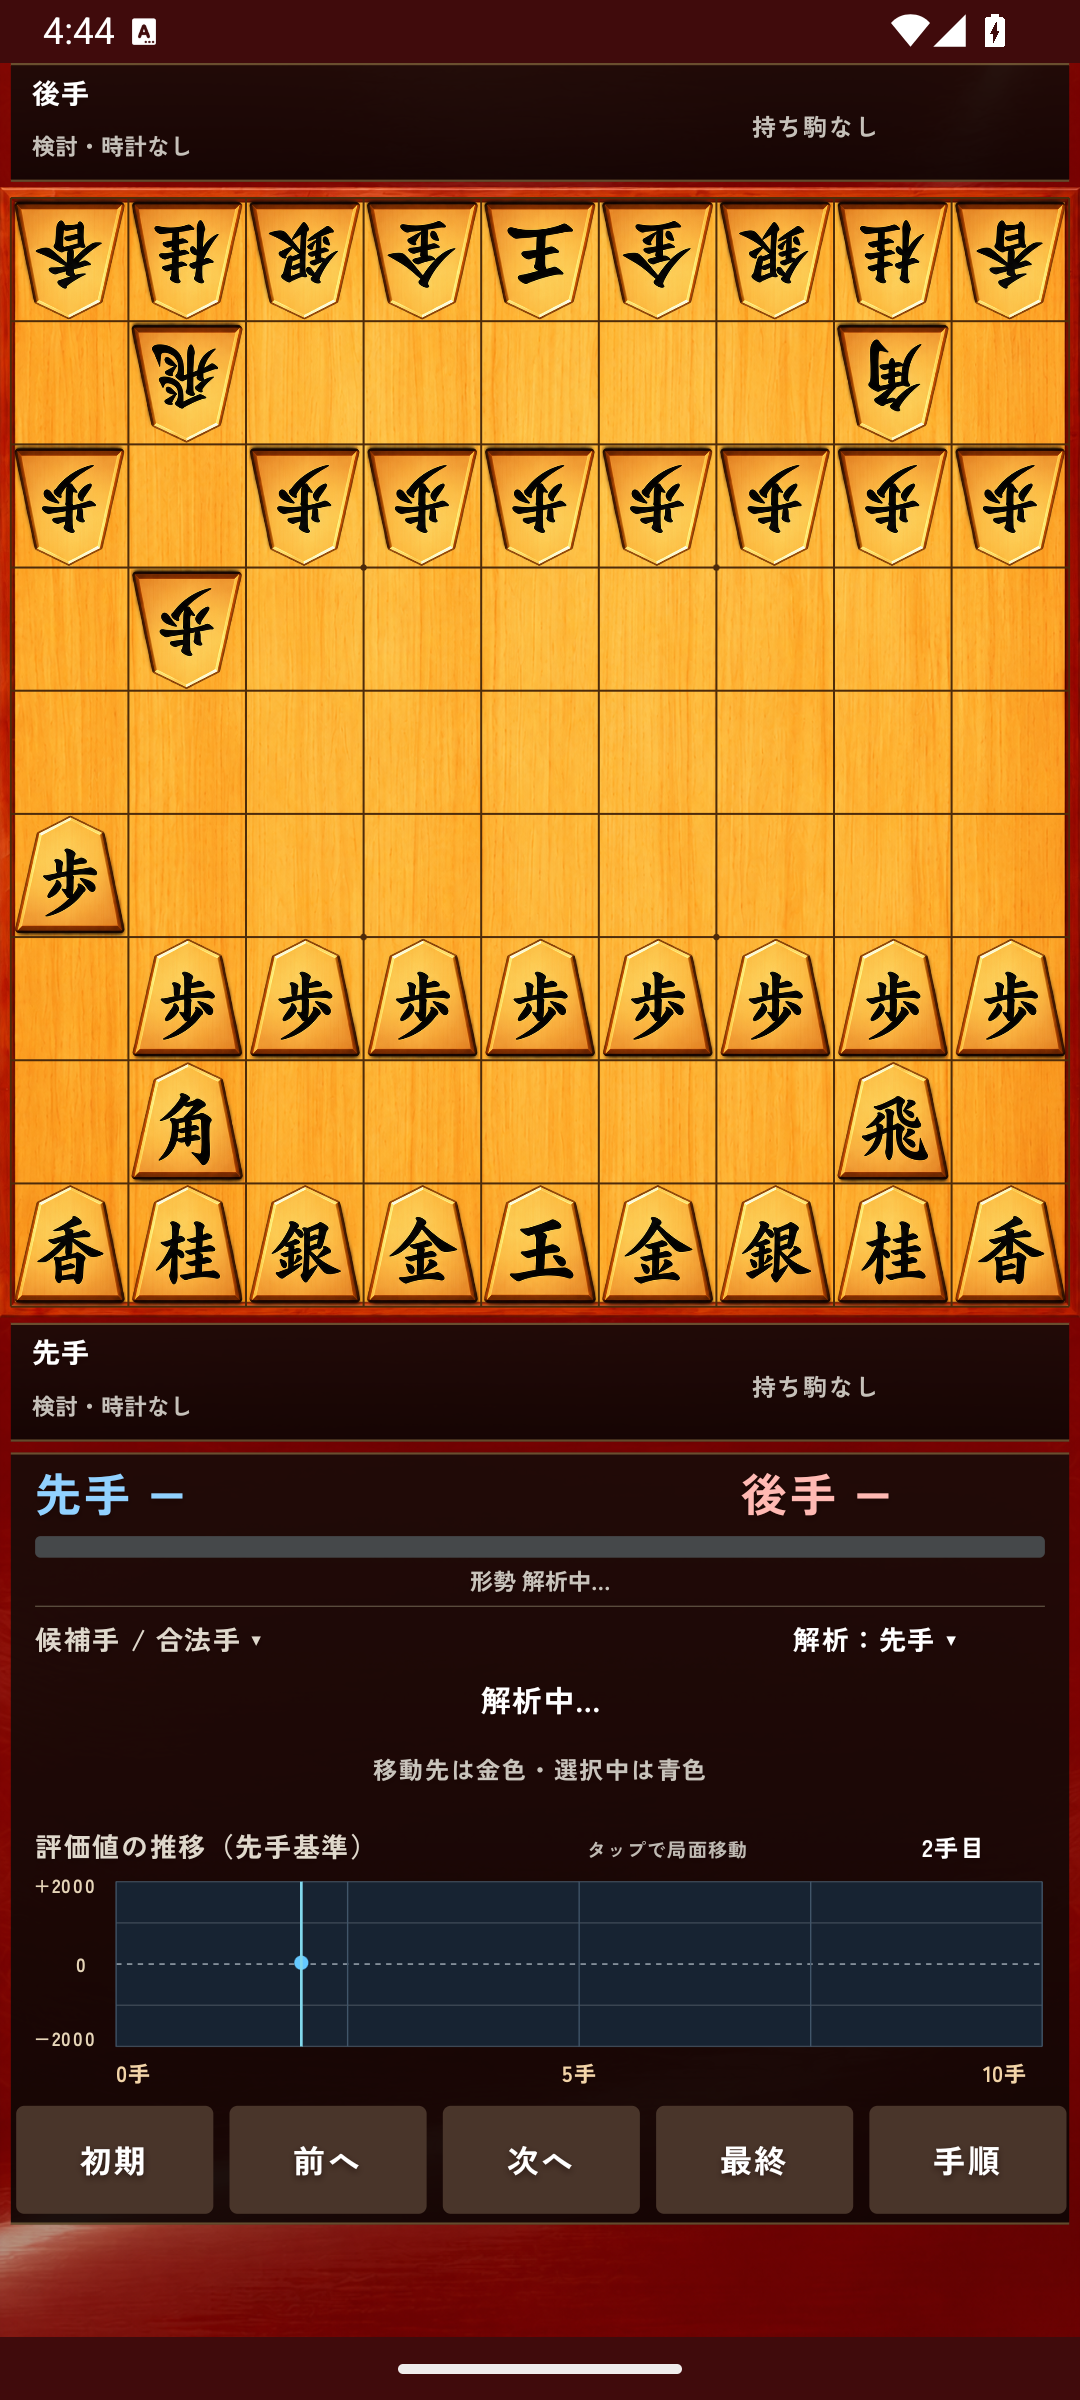 4:44 A
後手
検討・時計なし
持ち駒なし
香 桂 銀 金 王 金 銀 桂 香
飛 角
歩 歩 歩 歩 歩 歩 歩 歩
歩
歩
歩 歩 歩 歩 歩 歩 歩 歩
角 飛
香 桂 銀 金 玉 金 銀 桂 香
先手
検討・時計なし
持ち駒なし
先手 − 後手 −
形勢 解析中...
候補手 / 合法手 ▾ 解析：先手 ▾
解析中...
移動先は金色・選択中は青色
評価値の推移（先手基準） タップで局面移動 2手目
+2000
0
−2000
0手 5手 10手
初期 前へ 次へ 最終 手順